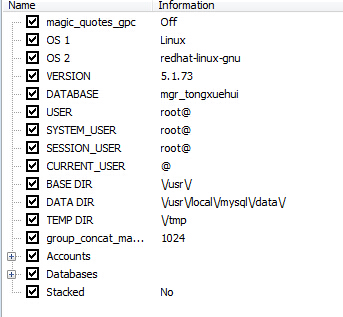 Name Information
magic_quotes_gpc Off
OS 1 Linux
OS 2 redhat-linux-gnu
VERSION 5.1.73
DATABASE mgr_tongxuehui
USER root@
SYSTEM_USER root@
SESSION_USER root@
CURRENT_USER @
BASE DIR \/usr\/
DATA DIR \/usr\/local\/mysql\/data\/
TEMP DIR \/tmp
group_concat_ma... 1024
Accounts
Databases
Stacked No